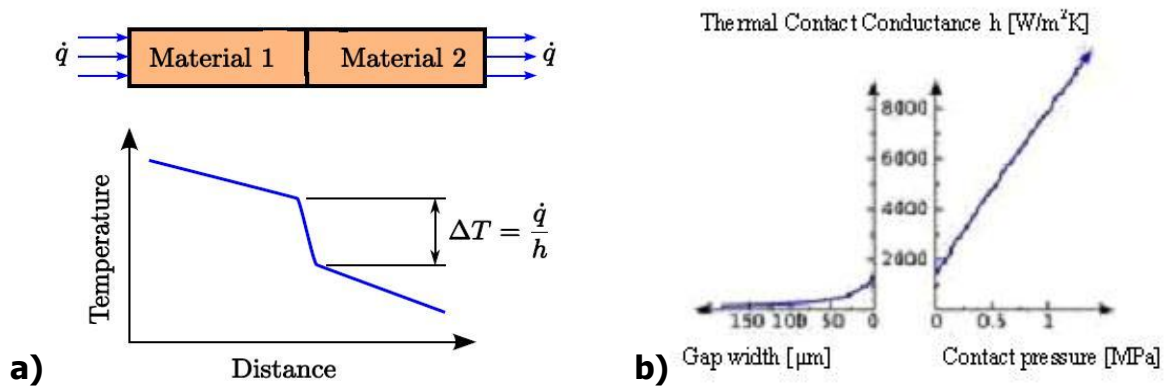 q̇ Material 1 Material 2 q̇
Temperature
ΔT = q̇/h
Distance
a)
Thermal Contact Conductance h [W/m²K]
8000
6000
4000
2000
150 100 50 0
0 0.5 1
Gap width [μm]
Contact pressure [MPa]
b)